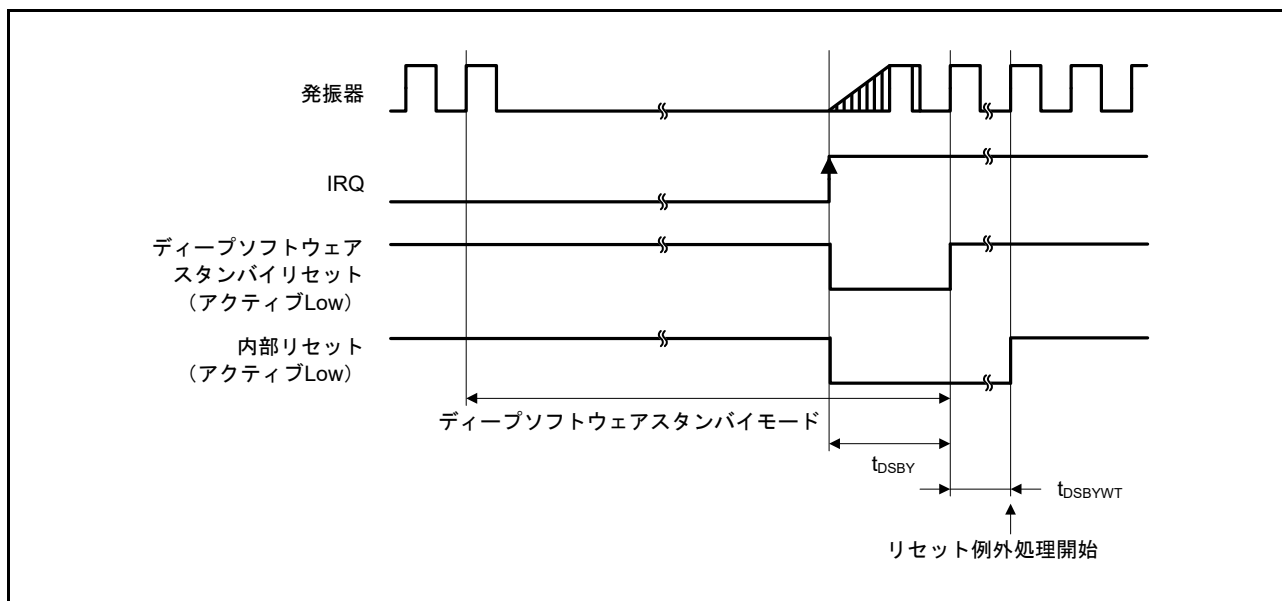 発振器
IRQ
ディープソフトウェア
スタンバイリセット
（アクティブLow）
内部リセット
（アクティブLow）
ディープソフトウェアスタンバイモード
tDSBY
tDSBYWT
リセット例外処理開始